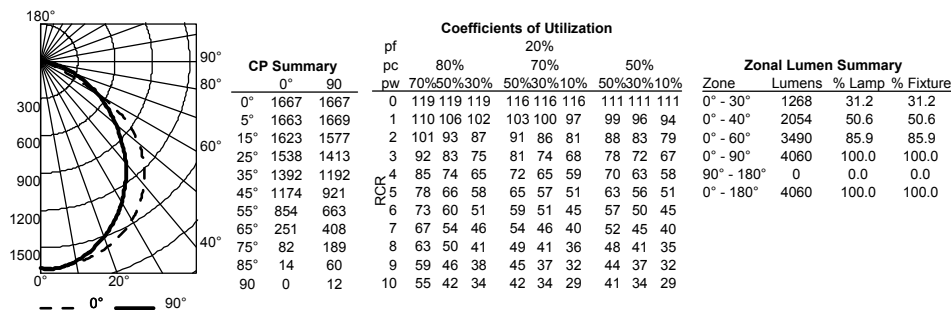 180°
90°
80°
60°
40°
300
600
900
1200
1500
0° 20°
0° 90°
CP Summary
0° 90
0° 1667 1667
5° 1663 1669
15° 1623 1577
25° 1538 1413
35° 1392 1192
45° 1174 921
55° 854 663
65° 251 408
75° 82 189
85° 14 60
90 0 12
Coefficients of Utilization
pf 20%
pc 80% 70% 50%
pw 70%50%30% 50%30%10% 50%30%10%
RCR
0 119 119 119 116 116 116 111 111 111
1 110 106 102 103 100 97 99 96 94
2 101 93 87 91 86 81 88 83 79
3 92 83 75 81 74 68 78 72 67
4 85 74 65 72 65 59 70 63 58
5 78 66 58 65 57 51 63 56 51
6 73 60 51 59 51 45 57 50 45
7 67 54 46 54 46 40 52 45 40
8 63 50 41 49 41 36 48 41 35
9 59 46 38 45 37 32 44 37 32
10 55 42 34 42 34 29 41 34 29
Zonal Lumen Summary
Zone Lumens % Lamp % Fixture
0° - 30° 1268 31.2 31.2
0° - 40° 2054 50.6 50.6
0° - 60° 3490 85.9 85.9
0° - 90° 4060 100.0 100.0
90° - 180° 0 0.0 0.0
0° - 180° 4060 100.0 100.0